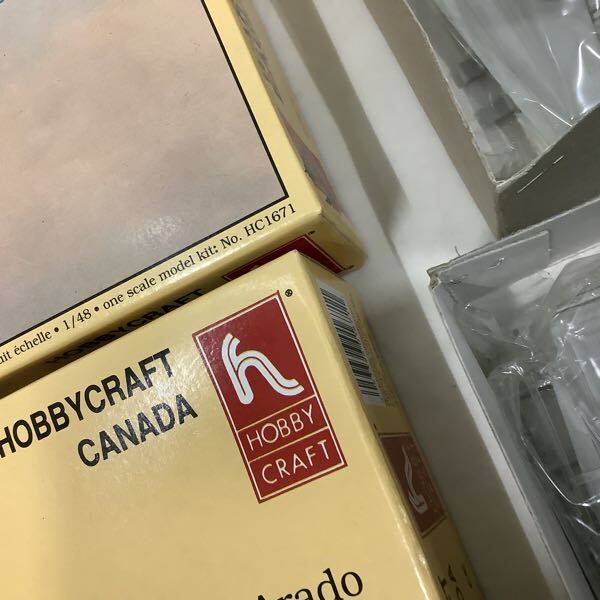 uit échelle • 1/48 • one scale model kit: No. HC1671
HOBBYCRAFT
HOBBYCRAFT
CANADA
HOBBY
CRAFT
Arado